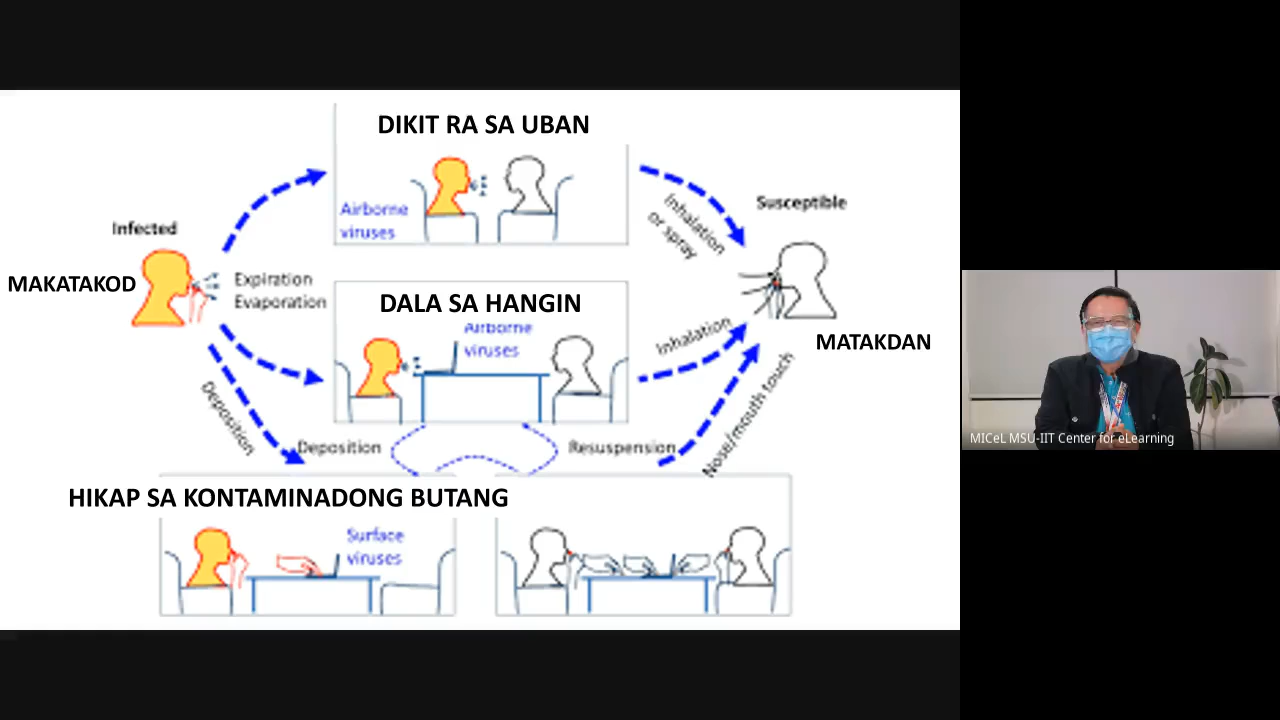 DIKIT RA SA UBAN
Airborne
viruses
Inhalation
or spray
Susceptible
Infected
MAKATAKOD
Expiration
Evaporation
DALA SA HANGIN
Airborne
viruses
Inhalation
MATAKDAN
Deposition
Deposition
Resuspension
Nose/mouth touch
HIKAP SA KONTAMINADONG BUTANG
Surface
viruses
MICeL MSU-IIT Center for eLearning